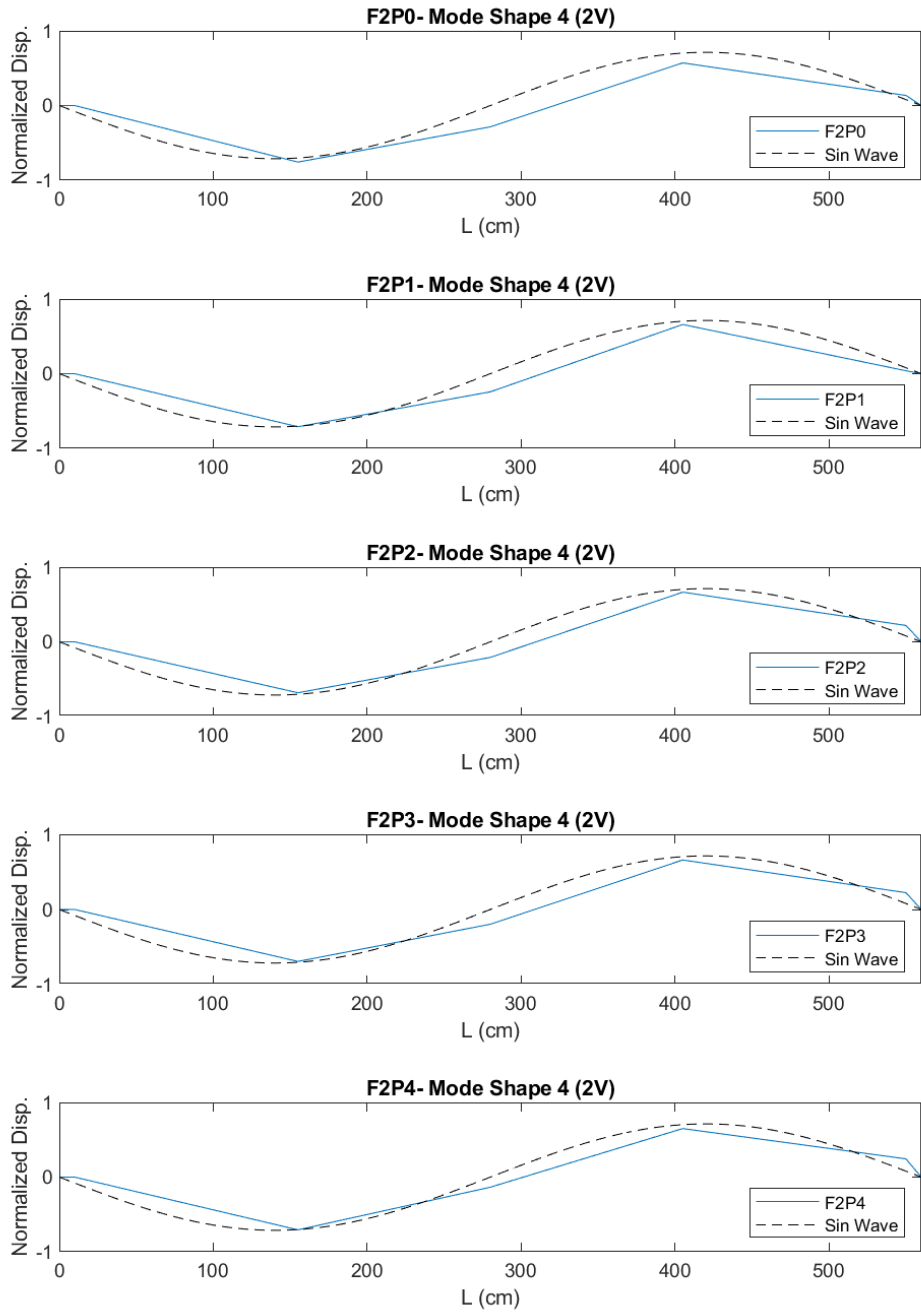 F2P0- Mode Shape 4 (2V)
Normalized Disp.
1
0
-1
0 100 200 300 400 500
L (cm)
F2P0
Sin Wave
F2P1- Mode Shape 4 (2V)
Normalized Disp.
1
0
-1
0 100 200 300 400 500
L (cm)
F2P1
Sin Wave
F2P2- Mode Shape 4 (2V)
Normalized Disp.
1
0
-1
0 100 200 300 400 500
L (cm)
F2P2
Sin Wave
F2P3- Mode Shape 4 (2V)
Normalized Disp.
1
0
-1
0 100 200 300 400 500
L (cm)
F2P3
Sin Wave
F2P4- Mode Shape 4 (2V)
Normalized Disp.
1
0
-1
0 100 200 300 400 500
L (cm)
F2P4
Sin Wave